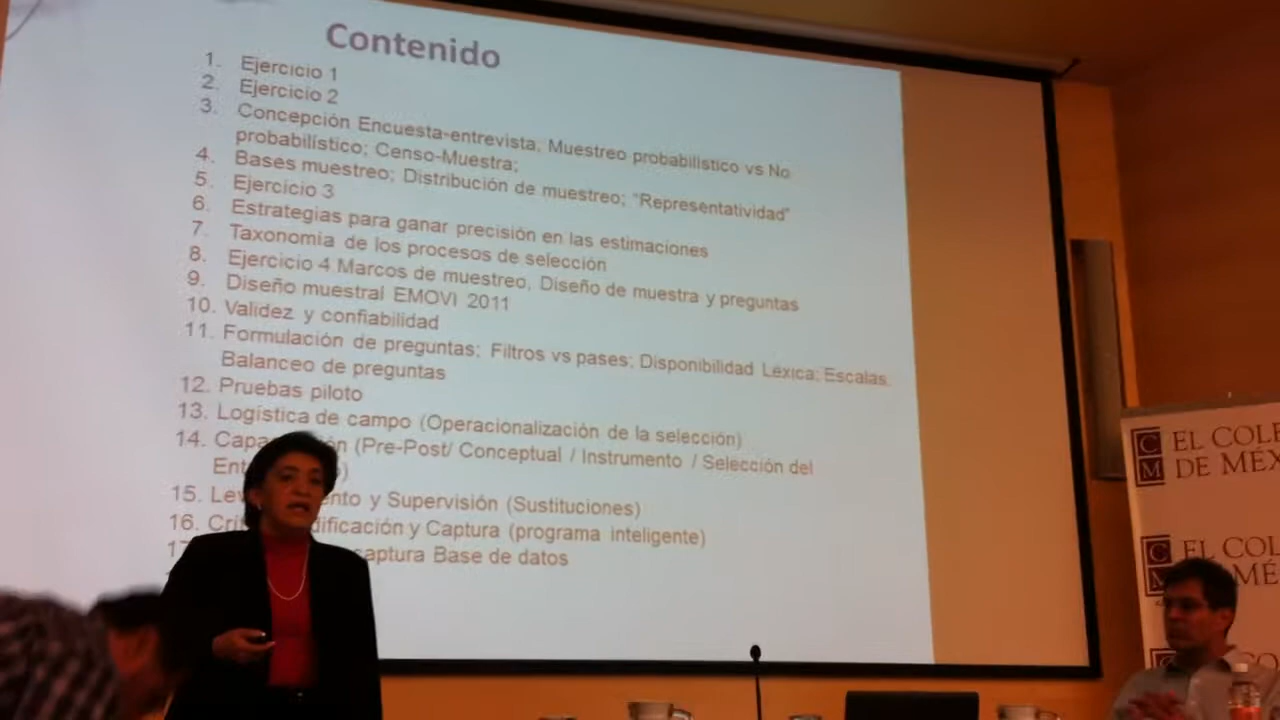 Contenido
1. Ejercicio 1
2. Ejercicio 2
3. Concepción Encuesta-entrevista, Muestreo probabilístico vs No
probabilístico; Censo-Muestra;
4. Bases muestreo; Distribución de muestreo; "Representatividad"
5. Ejercicio 3
6. Estrategias para ganar precisión en las estimaciones
7. Taxonomia de los procesos de selección
8. Ejercicio 4 Marcos de muestreo, Diseño de muestra y preguntas
9. Diseño muestral EMOVI 2011
10. Validez y confiabilidad
11. Formulación de preguntas; Filtros vs pases; Disponibilidad Léxica; Escalas.
Balanceo de preguntas
12. Pruebas piloto
13. Logística de campo (Operacionalización de la selección)
14. (Pre-Post/ Conceptual / Instrumento / Selección del
15. y Supervisión (Sustituciones)
16. y Captura (programa inteligente)
Base de datos
CM EL COLE
DE MÉX
EL COL